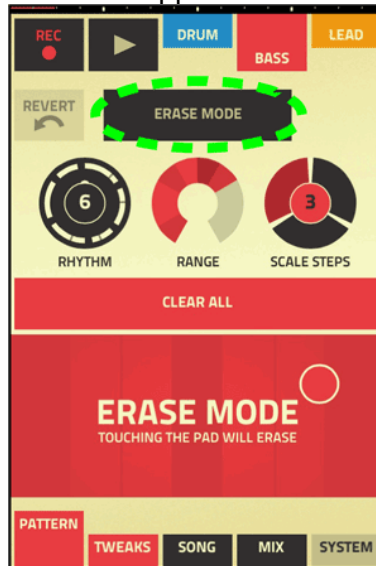 REC
DRUM
BASS
LEAD
REVERT
ERASE MODE
6
3
RHYTHM
RANGE
SCALE STEPS
CLEAR ALL
ERASE MODE
TOUCHING THE PAD WILL ERASE
PATTERN
TWEAKS
SONG
MIX
SYSTEM